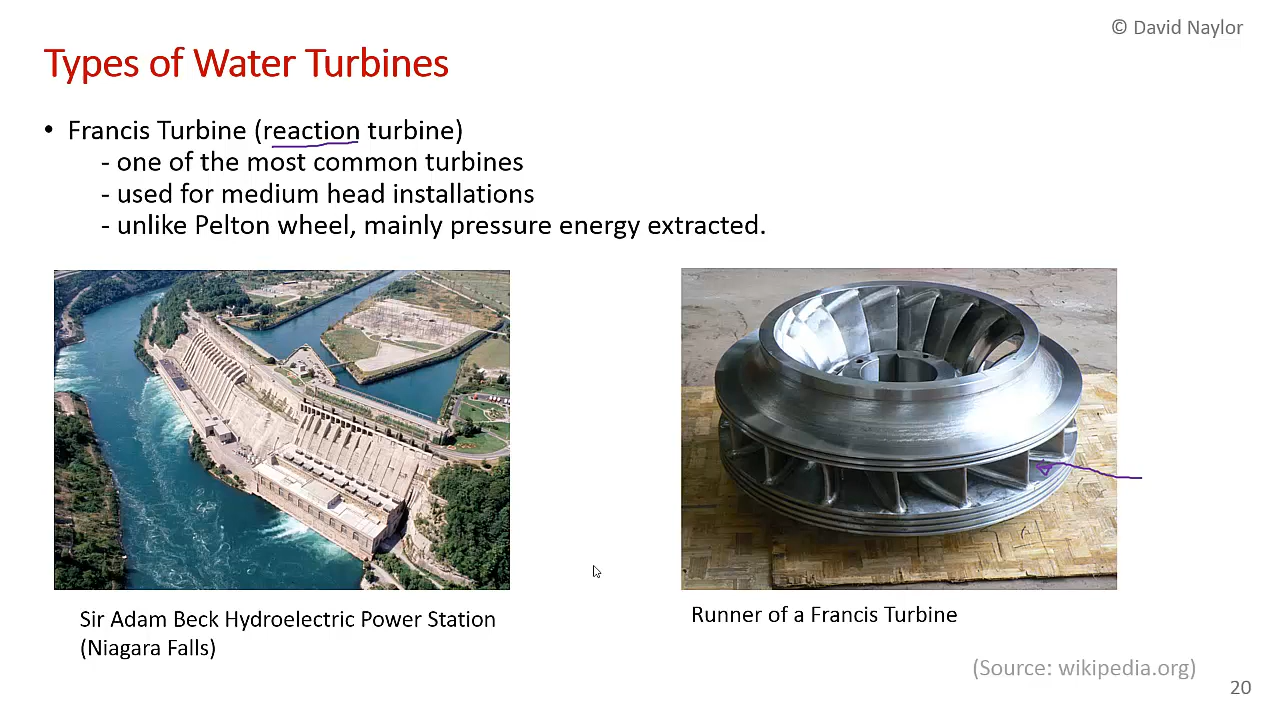 © David Naylor
Types of Water Turbines
• Francis Turbine (reaction turbine)
- one of the most common turbines
- used for medium head installations
- unlike Pelton wheel, mainly pressure energy extracted.
Sir Adam Beck Hydroelectric Power Station
(Niagara Falls)
Runner of a Francis Turbine
(Source: wikipedia.org)
20